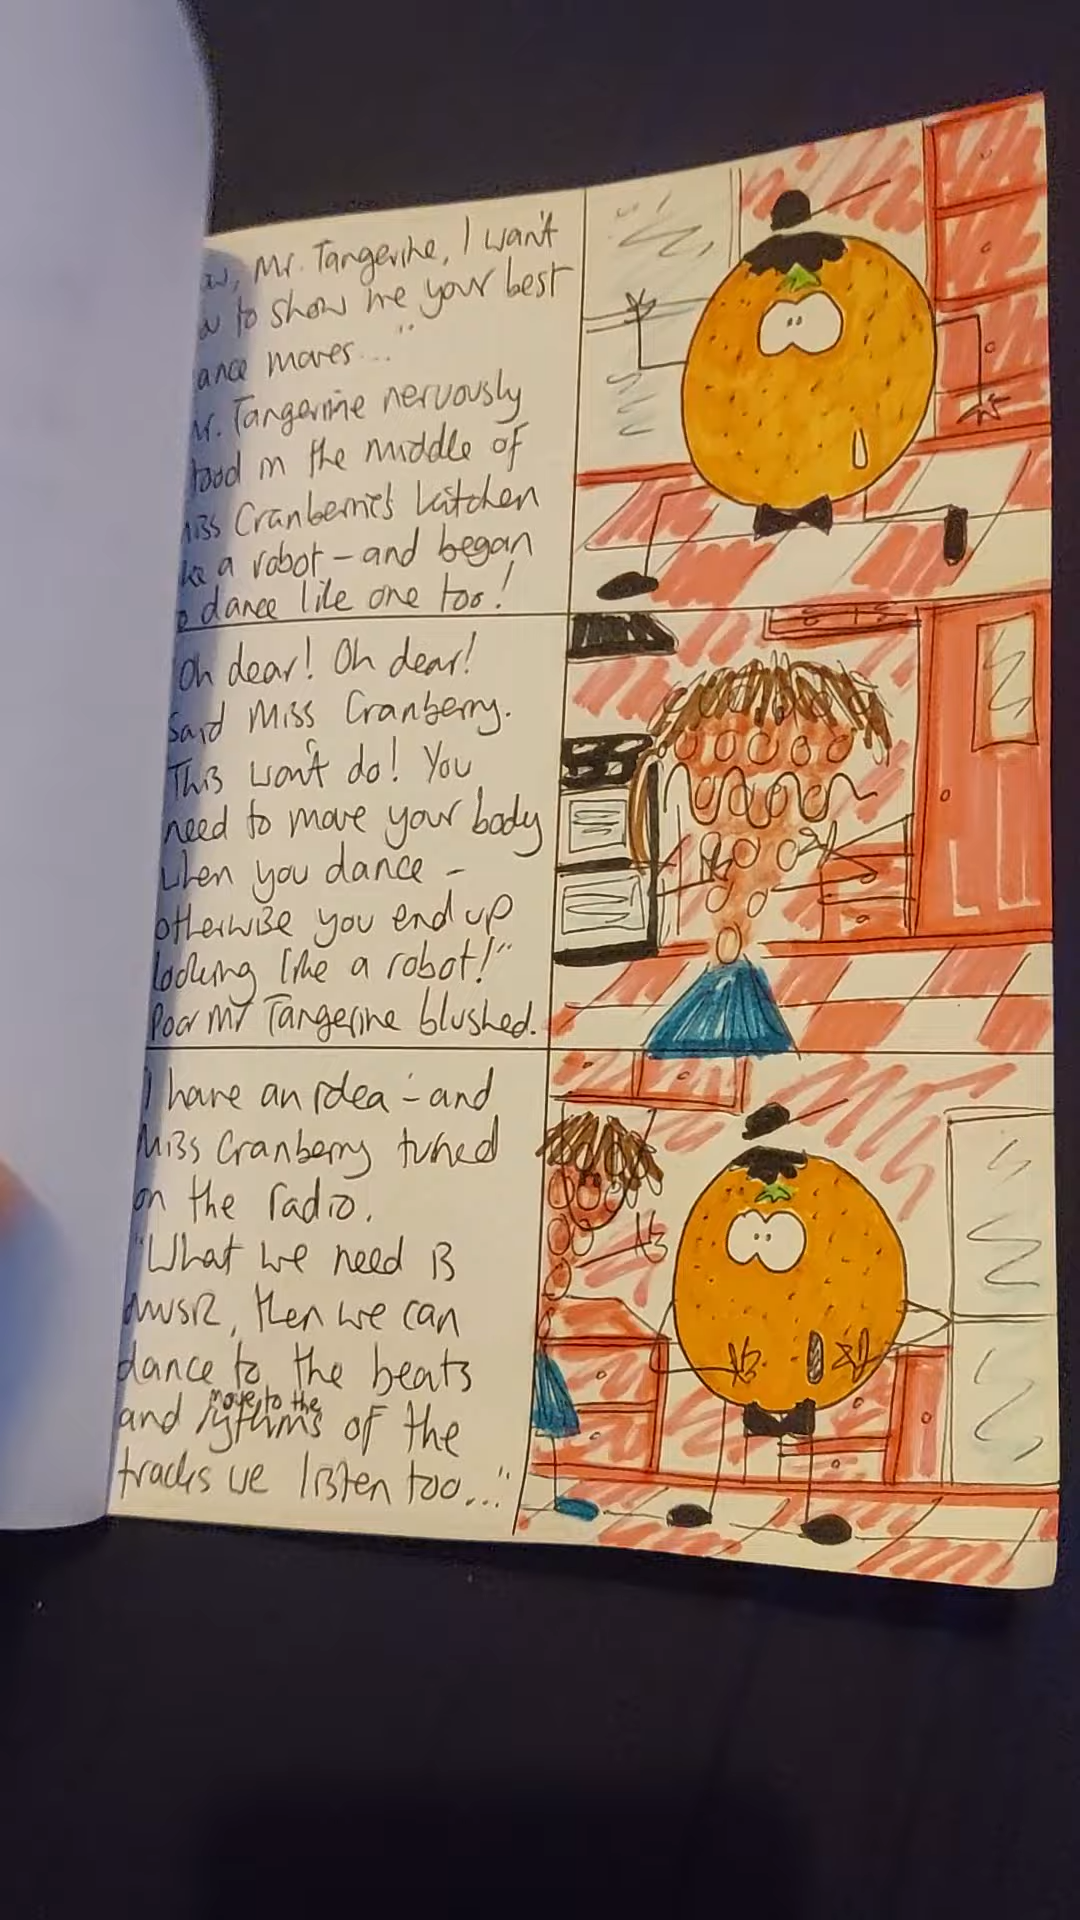 w, Mr. Tangerine, I want
u to show me your best
ance moves..."
r. Tangerine nervously
tood in the middle of
iss Cranberrie's kitchen
ke a robot – and began
o dance like one too!
Oh dear! Oh dear!
Said Miss Cranberry.
This won't do! You
need to move your body
when you dance –
otherwise you end up
looking like a robot!"
Poor Mr Tangerine blushed.
I have an idea – and
Miss Cranberry turned
on the radio.
"What we need is
music, then we can
dance to the beats
move to the
and rythms of the
tracks we listen too..."